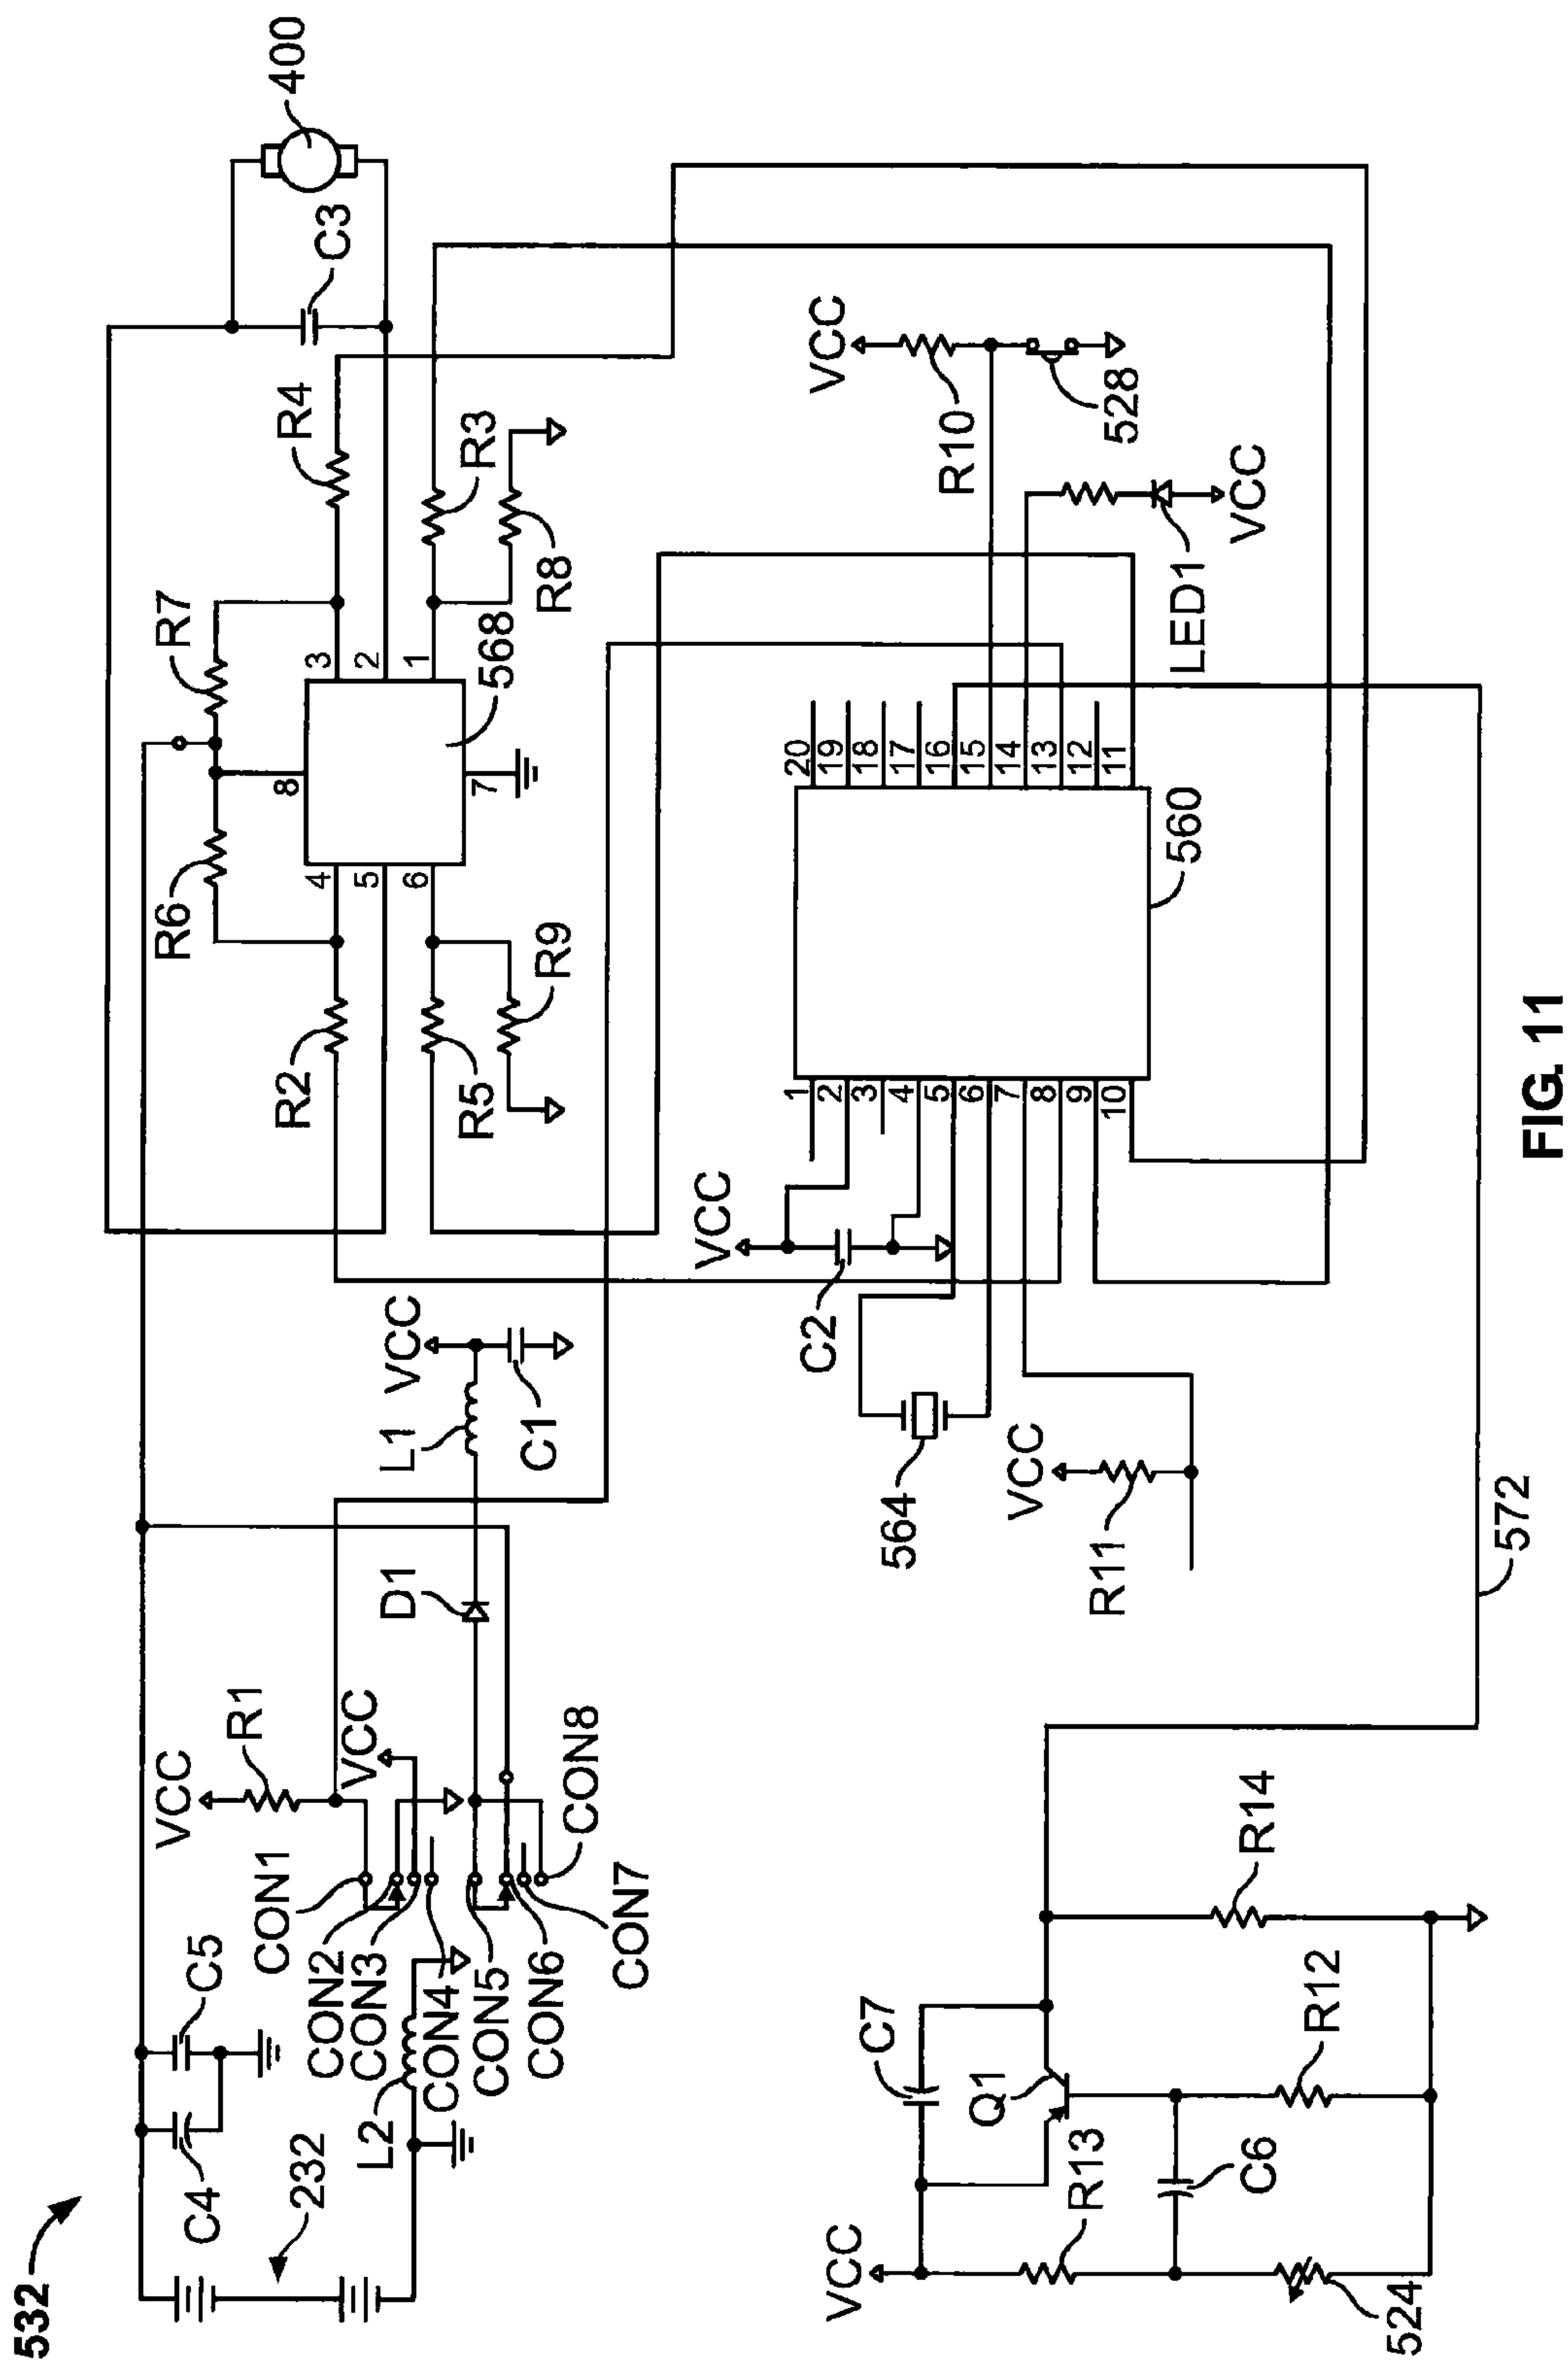 532
232
C4
C5
VCC
R1
CON1
CON2
CON3
CON4
CON5
CON6
CON7
CON8
VCC
L2
D1
L1
VCC
C1
R2
R6
R7
R4
C3
400
4
5
6
8
7
3
2
1
568
R5
R9
R3
R8
VCC
C2
564
VCC
R11
1
2
3
4
5
6
7
8
9
10
20
19
18
17
16
15
14
13
12
11
560
VCC
R10
528
LED1
VCC
572
VCC
C7
Q1
R13
C6
R12
R14
524
FIG. 11